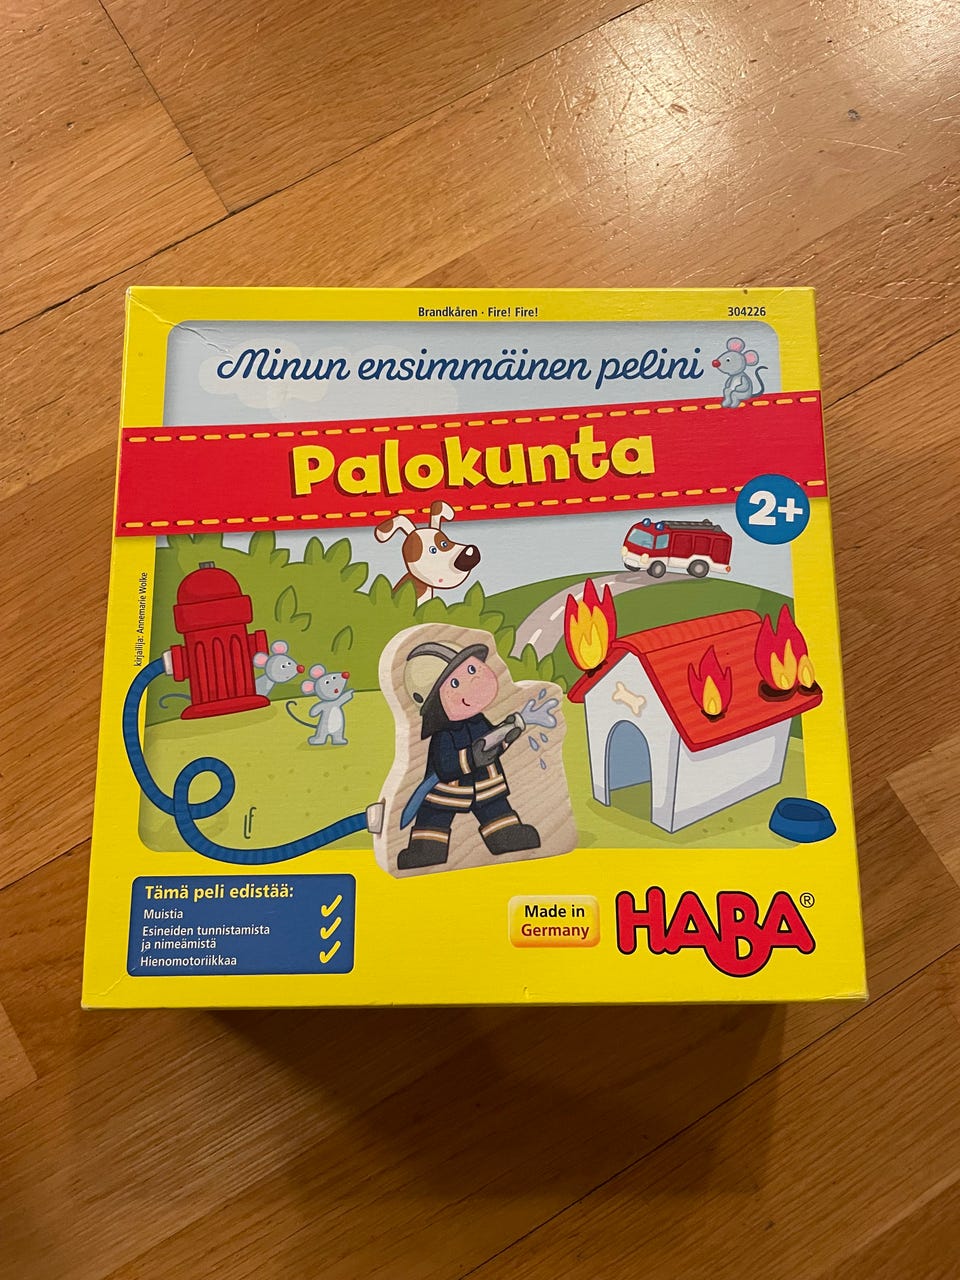 Brandkåren · Fire! Fire!
304226
Minun ensimmäinen pelini
Palokunta
2+
kirjailija: Annemarie Wolke
Tämä peli edistää:
Muistia
Esineiden tunnistamista
ja nimeämistä
Hienomotoriikkaa
Made in
Germany
HABA®